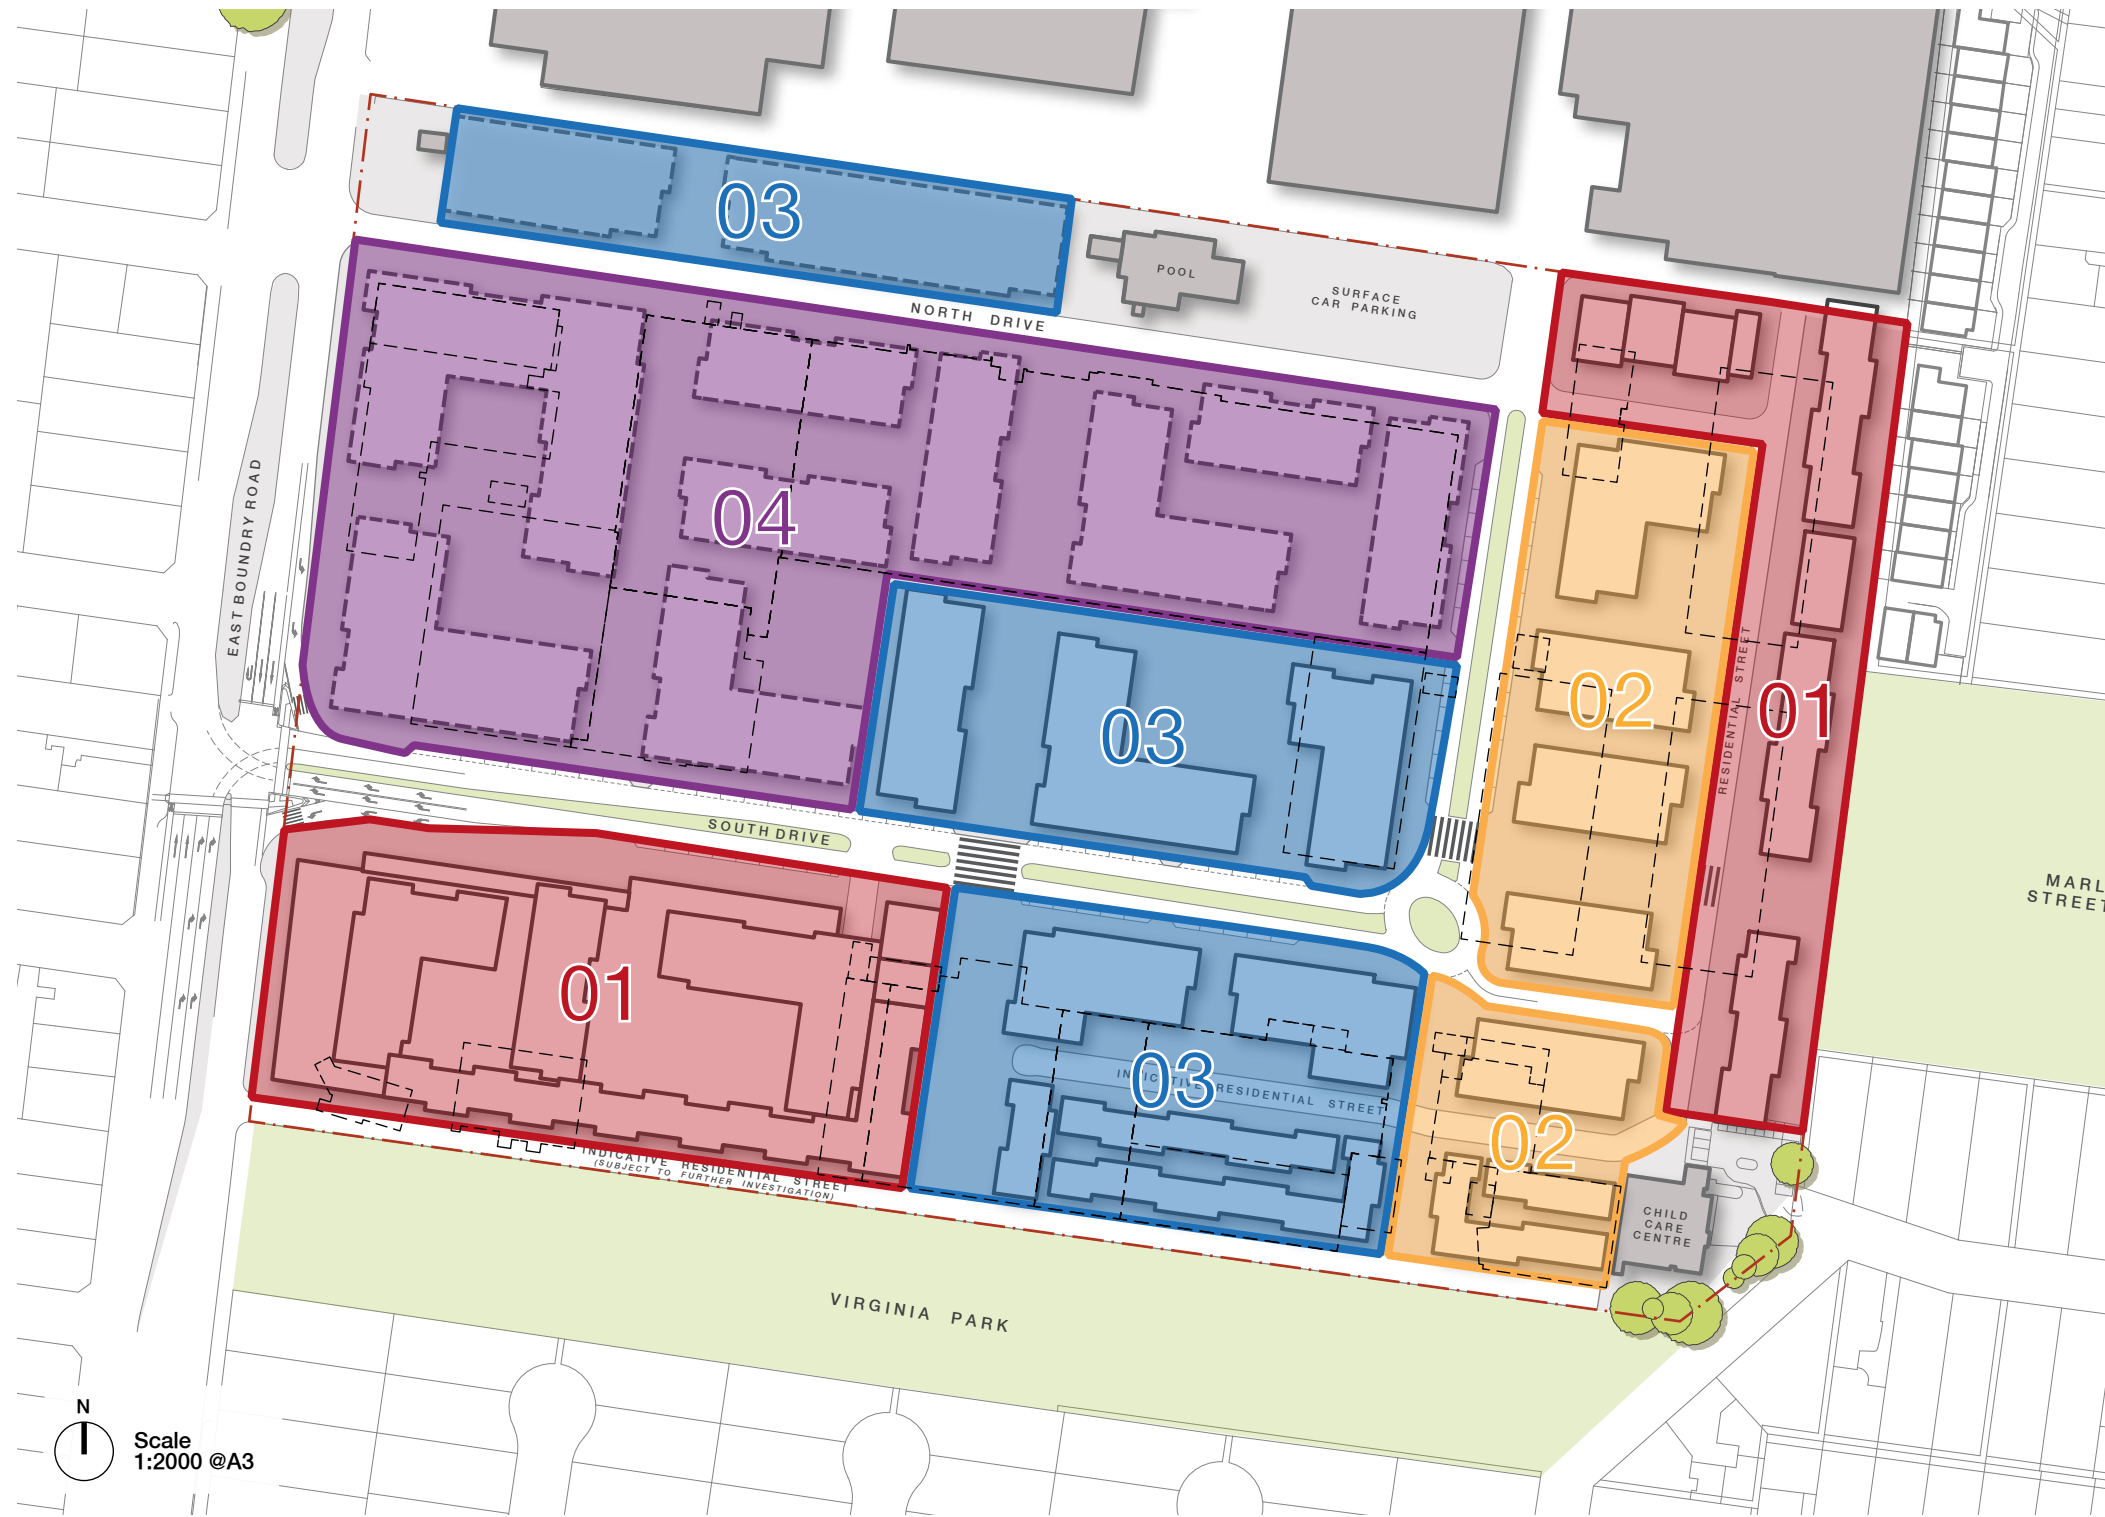 03
POOL
SURFACE
CAR PARKING
NORTH DRIVE
04
EAST BOUNDRY ROAD
02
RESIDENTIAL STREET
01
03
SOUTH DRIVE
MARL
STREET
01
03
INDICATIVE RESIDENTIAL STREET
02
INDICATIVE RESIDENTIAL STREET
(SUBJECT TO FURTHER INVESTIGATION)
CHILD
CARE
CENTRE
VIRGINIA PARK
N
Scale
1:2000 @A3